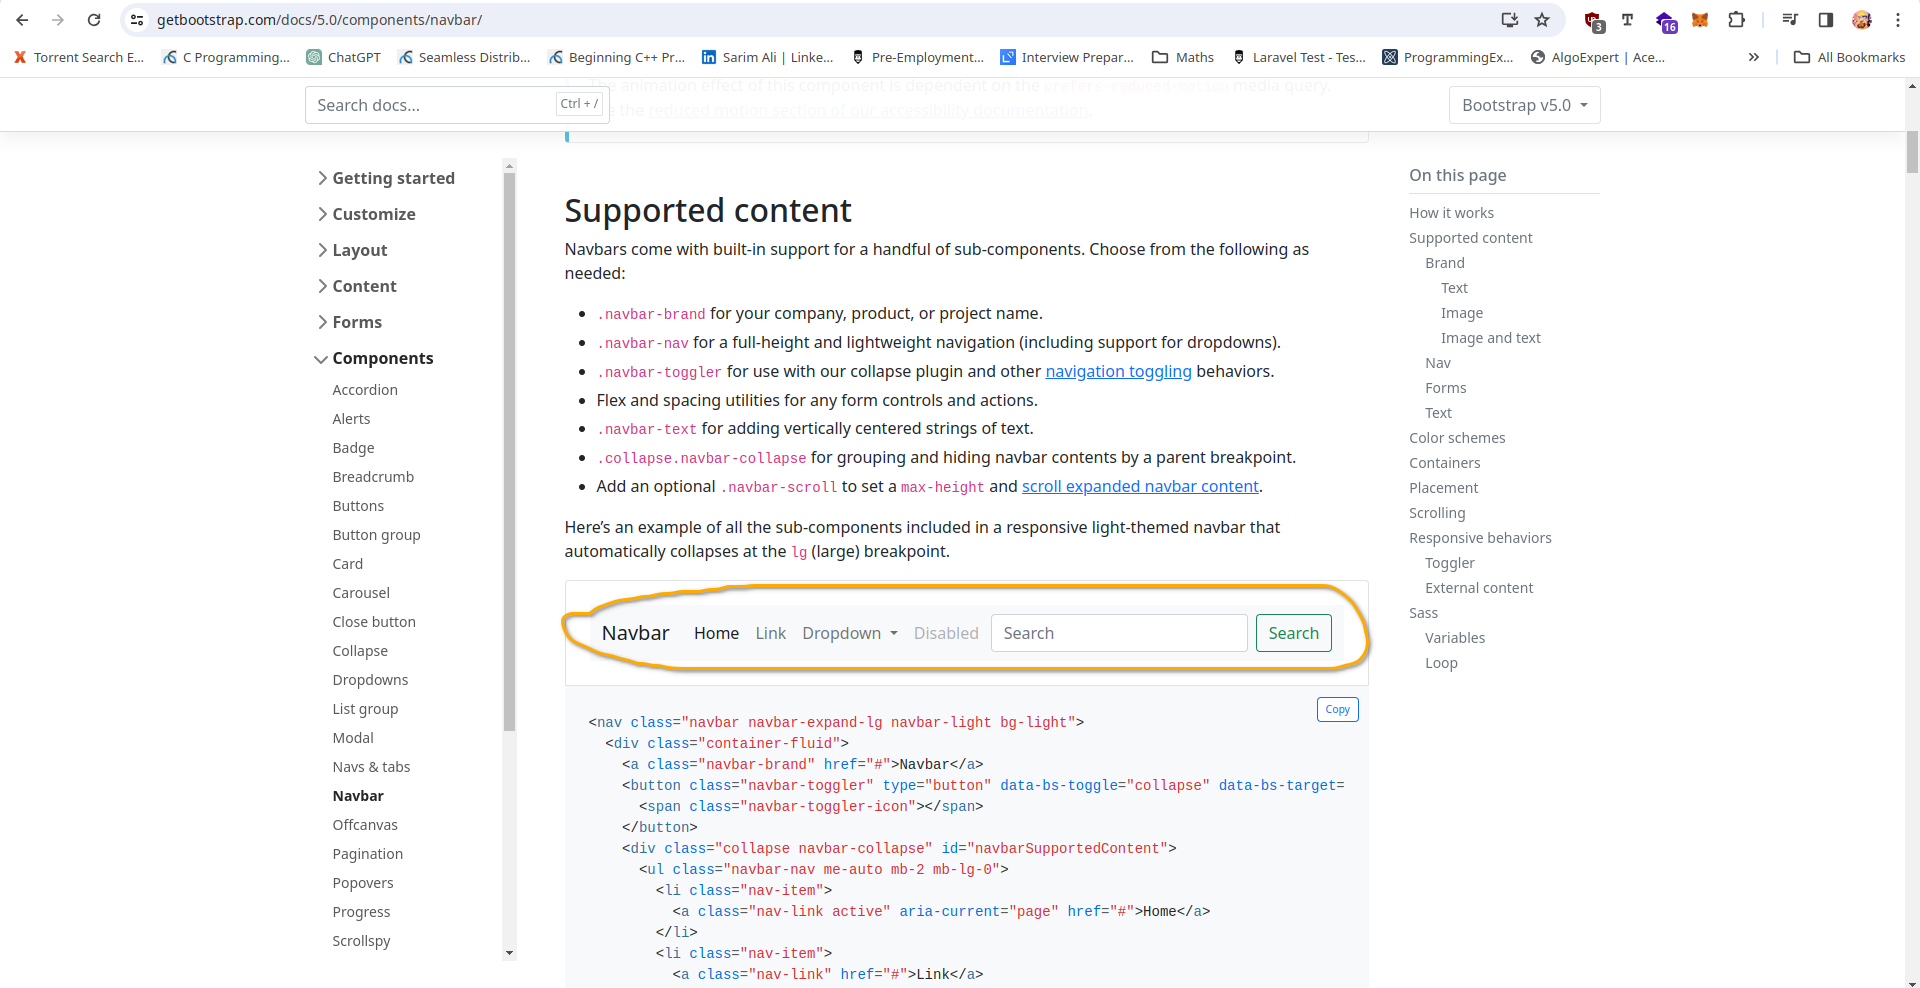 getbootstrap.com/docs/5.0/components/navbar/
3
16
Torrent Search E...
C Programming...
ChatGPT
Seamless Distrib...
Beginning C++ Pr...
Sarim Ali | Linke...
Pre-Employment...
Interview Prepar...
Maths
Laravel Test - Tes...
ProgrammingEx...
AlgoExpert | Ace...
All Bookmarks
The animation effect of this component is dependent on the prefers-reduced-motion media query.
the reduced motion section of our accessibility documentation.
Search docs...
Ctrl + /
Bootstrap v5.0
Getting started
Customize
Layout
Content
Forms
Components
Accordion
Alerts
Badge
Breadcrumb
Buttons
Button group
Card
Carousel
Close button
Collapse
Dropdowns
List group
Modal
Navs & tabs
Navbar
Offcanvas
Pagination
Popovers
Progress
Scrollspy
Supported content
Navbars come with built-in support for a handful of sub-components. Choose from the following as
needed:
• .navbar-brand for your company, product, or project name.
• .navbar-nav for a full-height and lightweight navigation (including support for dropdowns).
• .navbar-toggler for use with our collapse plugin and other navigation toggling behaviors.
• Flex and spacing utilities for any form controls and actions.
• .navbar-text for adding vertically centered strings of text.
• .collapse.navbar-collapse for grouping and hiding navbar contents by a parent breakpoint.
• Add an optional .navbar-scroll to set a max-height and scroll expanded navbar content.
Here’s an example of all the sub-components included in a responsive light-themed navbar that
automatically collapses at the lg (large) breakpoint.
Navbar Home Link Dropdown Disabled Search Search
Copy
<nav class="navbar navbar-expand-lg navbar-light bg-light">
<div class="container-fluid">
<a class="navbar-brand" href="#">Navbar</a>
<button class="navbar-toggler" type="button" data-bs-toggle="collapse" data-bs-target=
<span class="navbar-toggler-icon"></span>
</button>
<div class="collapse navbar-collapse" id="navbarSupportedContent">
<ul class="navbar-nav me-auto mb-2 mb-lg-0">
<li class="nav-item">
<a class="nav-link active" aria-current="page" href="#">Home</a>
</li>
<li class="nav-item">
<a class="nav-link" href="#">Link</a>
On this page
How it works
Supported content
Brand
Text
Image
Image and text
Nav
Forms
Text
Color schemes
Containers
Placement
Scrolling
Responsive behaviors
Toggler
External content
Sass
Variables
Loop